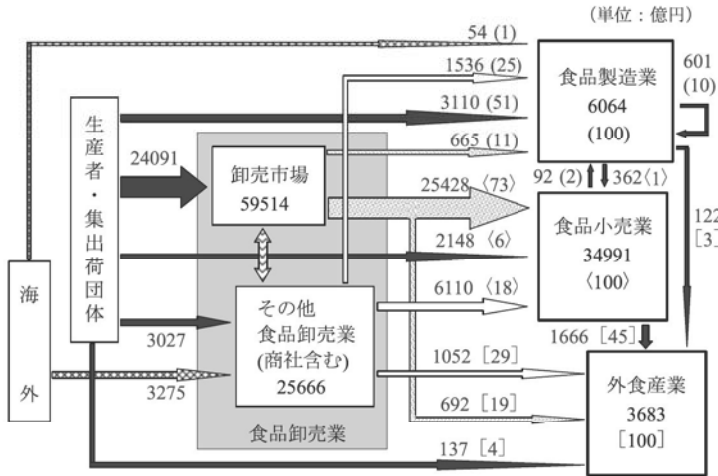 (単位：億円)
54 (1)
1536 (25)
3110 (51)
665 (11)
食品製造業
6064
(100)
601
(10)
生産者・集出荷団体
24091
卸売市場
59514
25428〈73〉
92 (2)
362〈1〉
122
[3]
2148〈6〉
食品小売業
34991
〈100〉
海外
3027
3275
その他
食品卸売業
(商社含む)
25666
食品卸売業
6110〈18〉
1666 [45]
1052 [29]
692 [19]
137 [4]
外食産業
3683
[100]